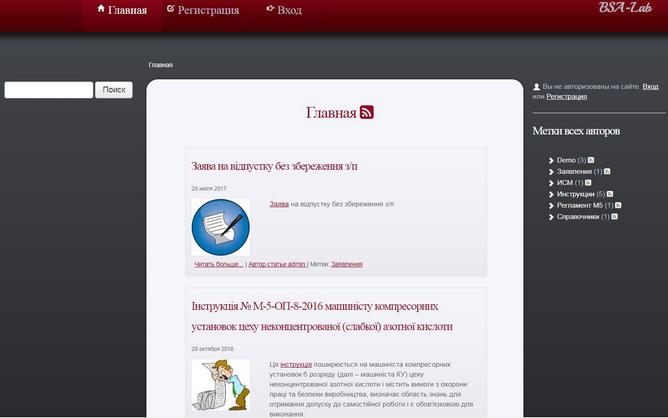 Главная
Регистрация
Вход
BSA-Lab
Главная
Поиск
Вы не авторизованы на сайте. Вход
или Регистрация.
Главная
Метки всех авторов
Demo (3)
Заявления (1)
ИСМ (1)
Инструкции (5)
Регламент М5 (1)
Справочники (1)
Заява на відпустку без збереження з/п
28 июля 2017
Заява на відпустку без збереження з/п
Читать больше... | Автор статьи admin | Метки: Заявления
Інструкція № М-5-ОП-8-2016 машиністу компресорних
установок цеху неконцентрованої (слабкої) азотної кислоти
26 октября 2016
Ця інструкція поширюється на машиніста компресорних
установок 6 розряду (далі – машиніста КУ) цеху
неконцентрованої азотної кислоти і містить вимоги з охорони
праці та безпеки виробництва, визначає область знань для
отримання допуску до самостійної роботи і є обов'язковою для
виконання